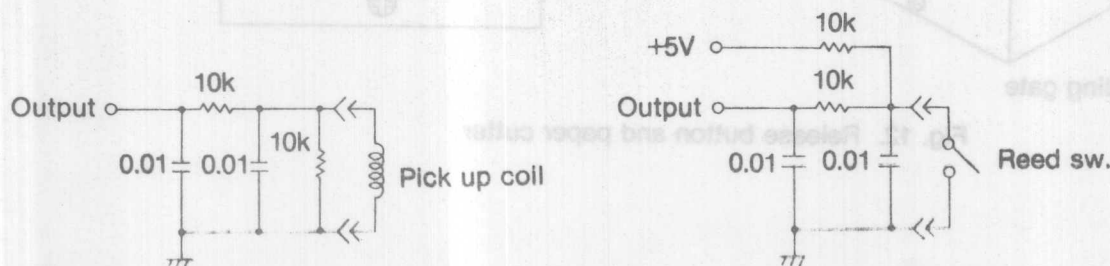 10k
Output
0.01
0.01
10k
Pick up coil
10k
+5V
10k
Output
0.01
0.01
Reed sw.
ting gate
Fig. 12. Release button and paper cutter